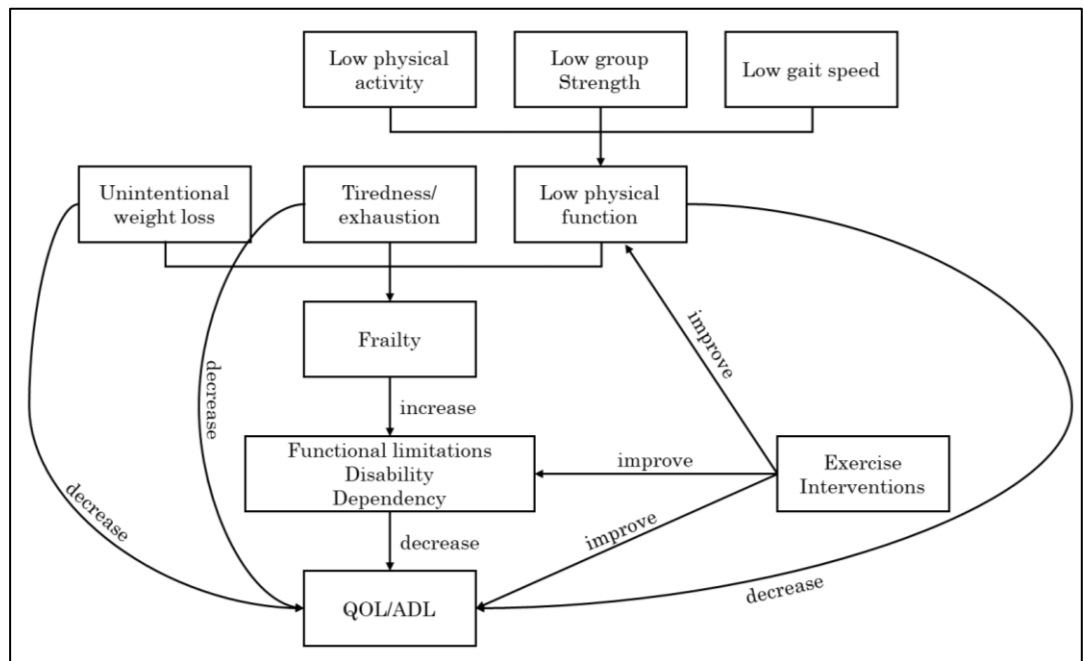 Low physical
activity
Low group
Strength
Low gait speed
Unintentional
weight loss
Tiredness/
exhaustion
Low physical
function
Frailty
improve
decrease
increase
Functional limitations
Disability
Dependency
improve
Exercise
Interventions
decrease
decrease
improve
decrease
QOL/ADL